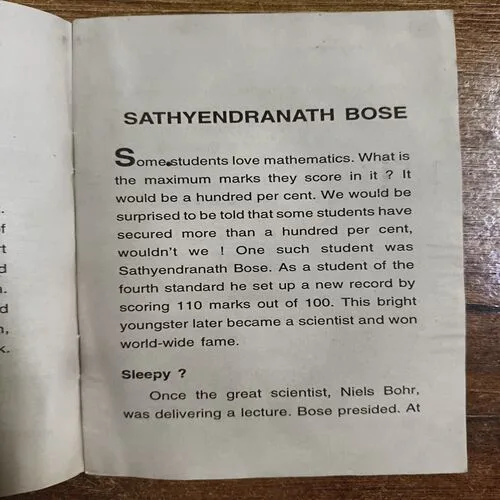 SATHYENDRANATH BOSE
Some students love mathematics. What is
the maximum marks they score in it ? It
would be a hundred per cent. We would be
surprised to be told that some students have
secured more than a hundred per cent,
wouldn't we ! One such student was
Sathyendranath Bose. As a student of the
fourth standard he set up a new record by
scoring 110 marks out of 100. This bright
youngster later became a scientist and won
world-wide fame.
Sleepy ?
Once the great scientist, Niels Bohr,
was delivering a lecture. Bose presided. At